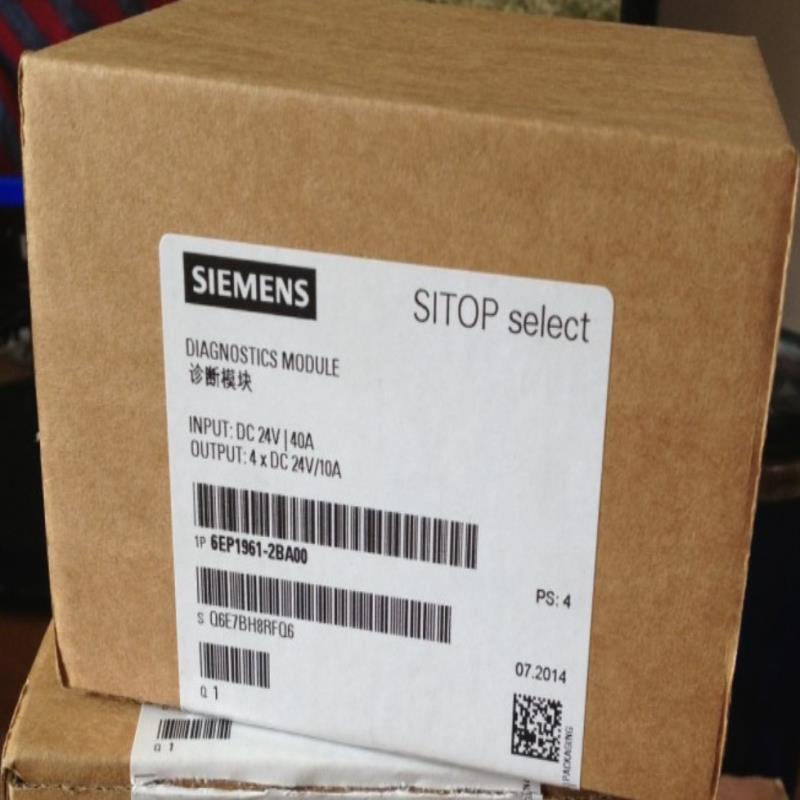 SIEMENS
SITOP select
DIAGNOSTICS MODULE
诊断模块
INPUT: DC 24V | 40A
OUTPUT: 4 x DC 24V/10A
1P 6EP1961-2BA00
S Q6E7BH8RFQ6
PS: 4
Q 1
07.2014
PACKAGING
Q 1